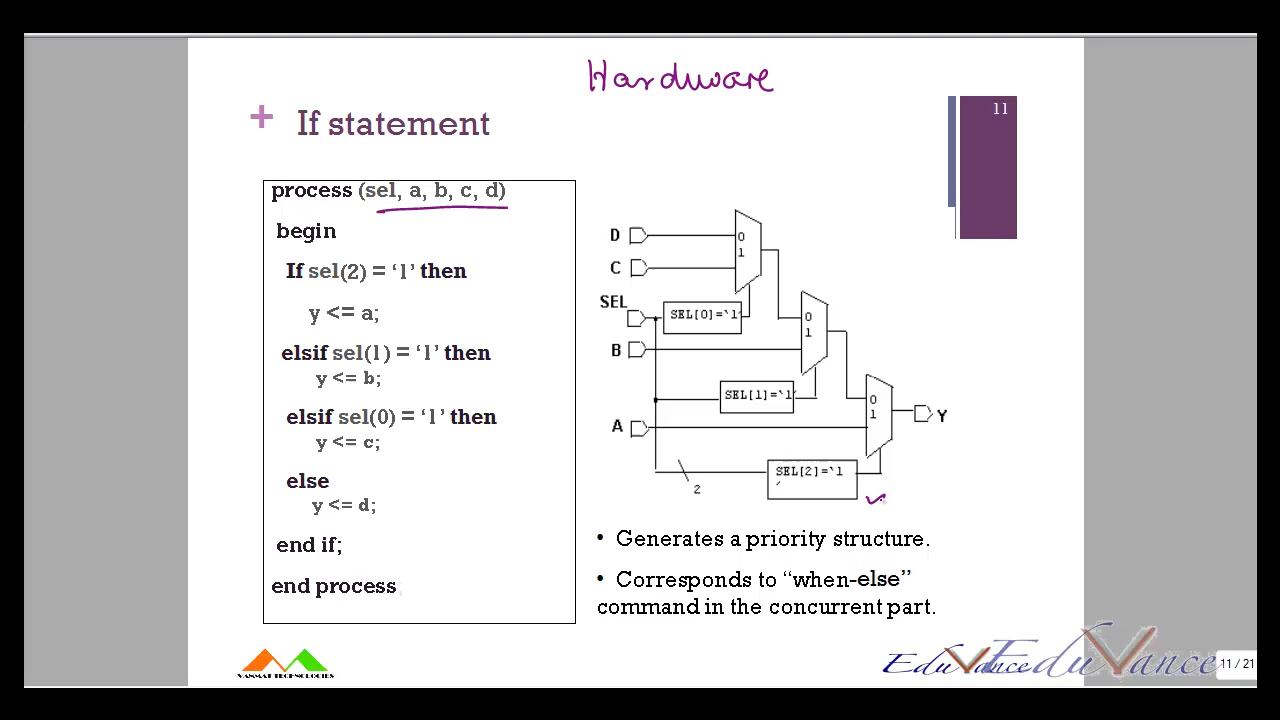 Hardware
+ If statement
11
process (sel, a, b, c, d)
begin
If sel(2) = ‘1’ then
y <= a;
elsif sel(1) = ‘1’ then
y <= b;
elsif sel(0) = ‘1’ then
y <= c;
else
y <= d;
end if;
end process
D
0
1
C
SEL
SEL[0]=‘1’
0
1
B
SEL[1]=‘1’
0
1
Y
A
SEL[2]=‘1
’
2
• Generates a priority structure.
• Corresponds to “when-else”
command in the concurrent part.
VANMAT TECHNOLOGIES
EduVance
EduVance
11 / 21